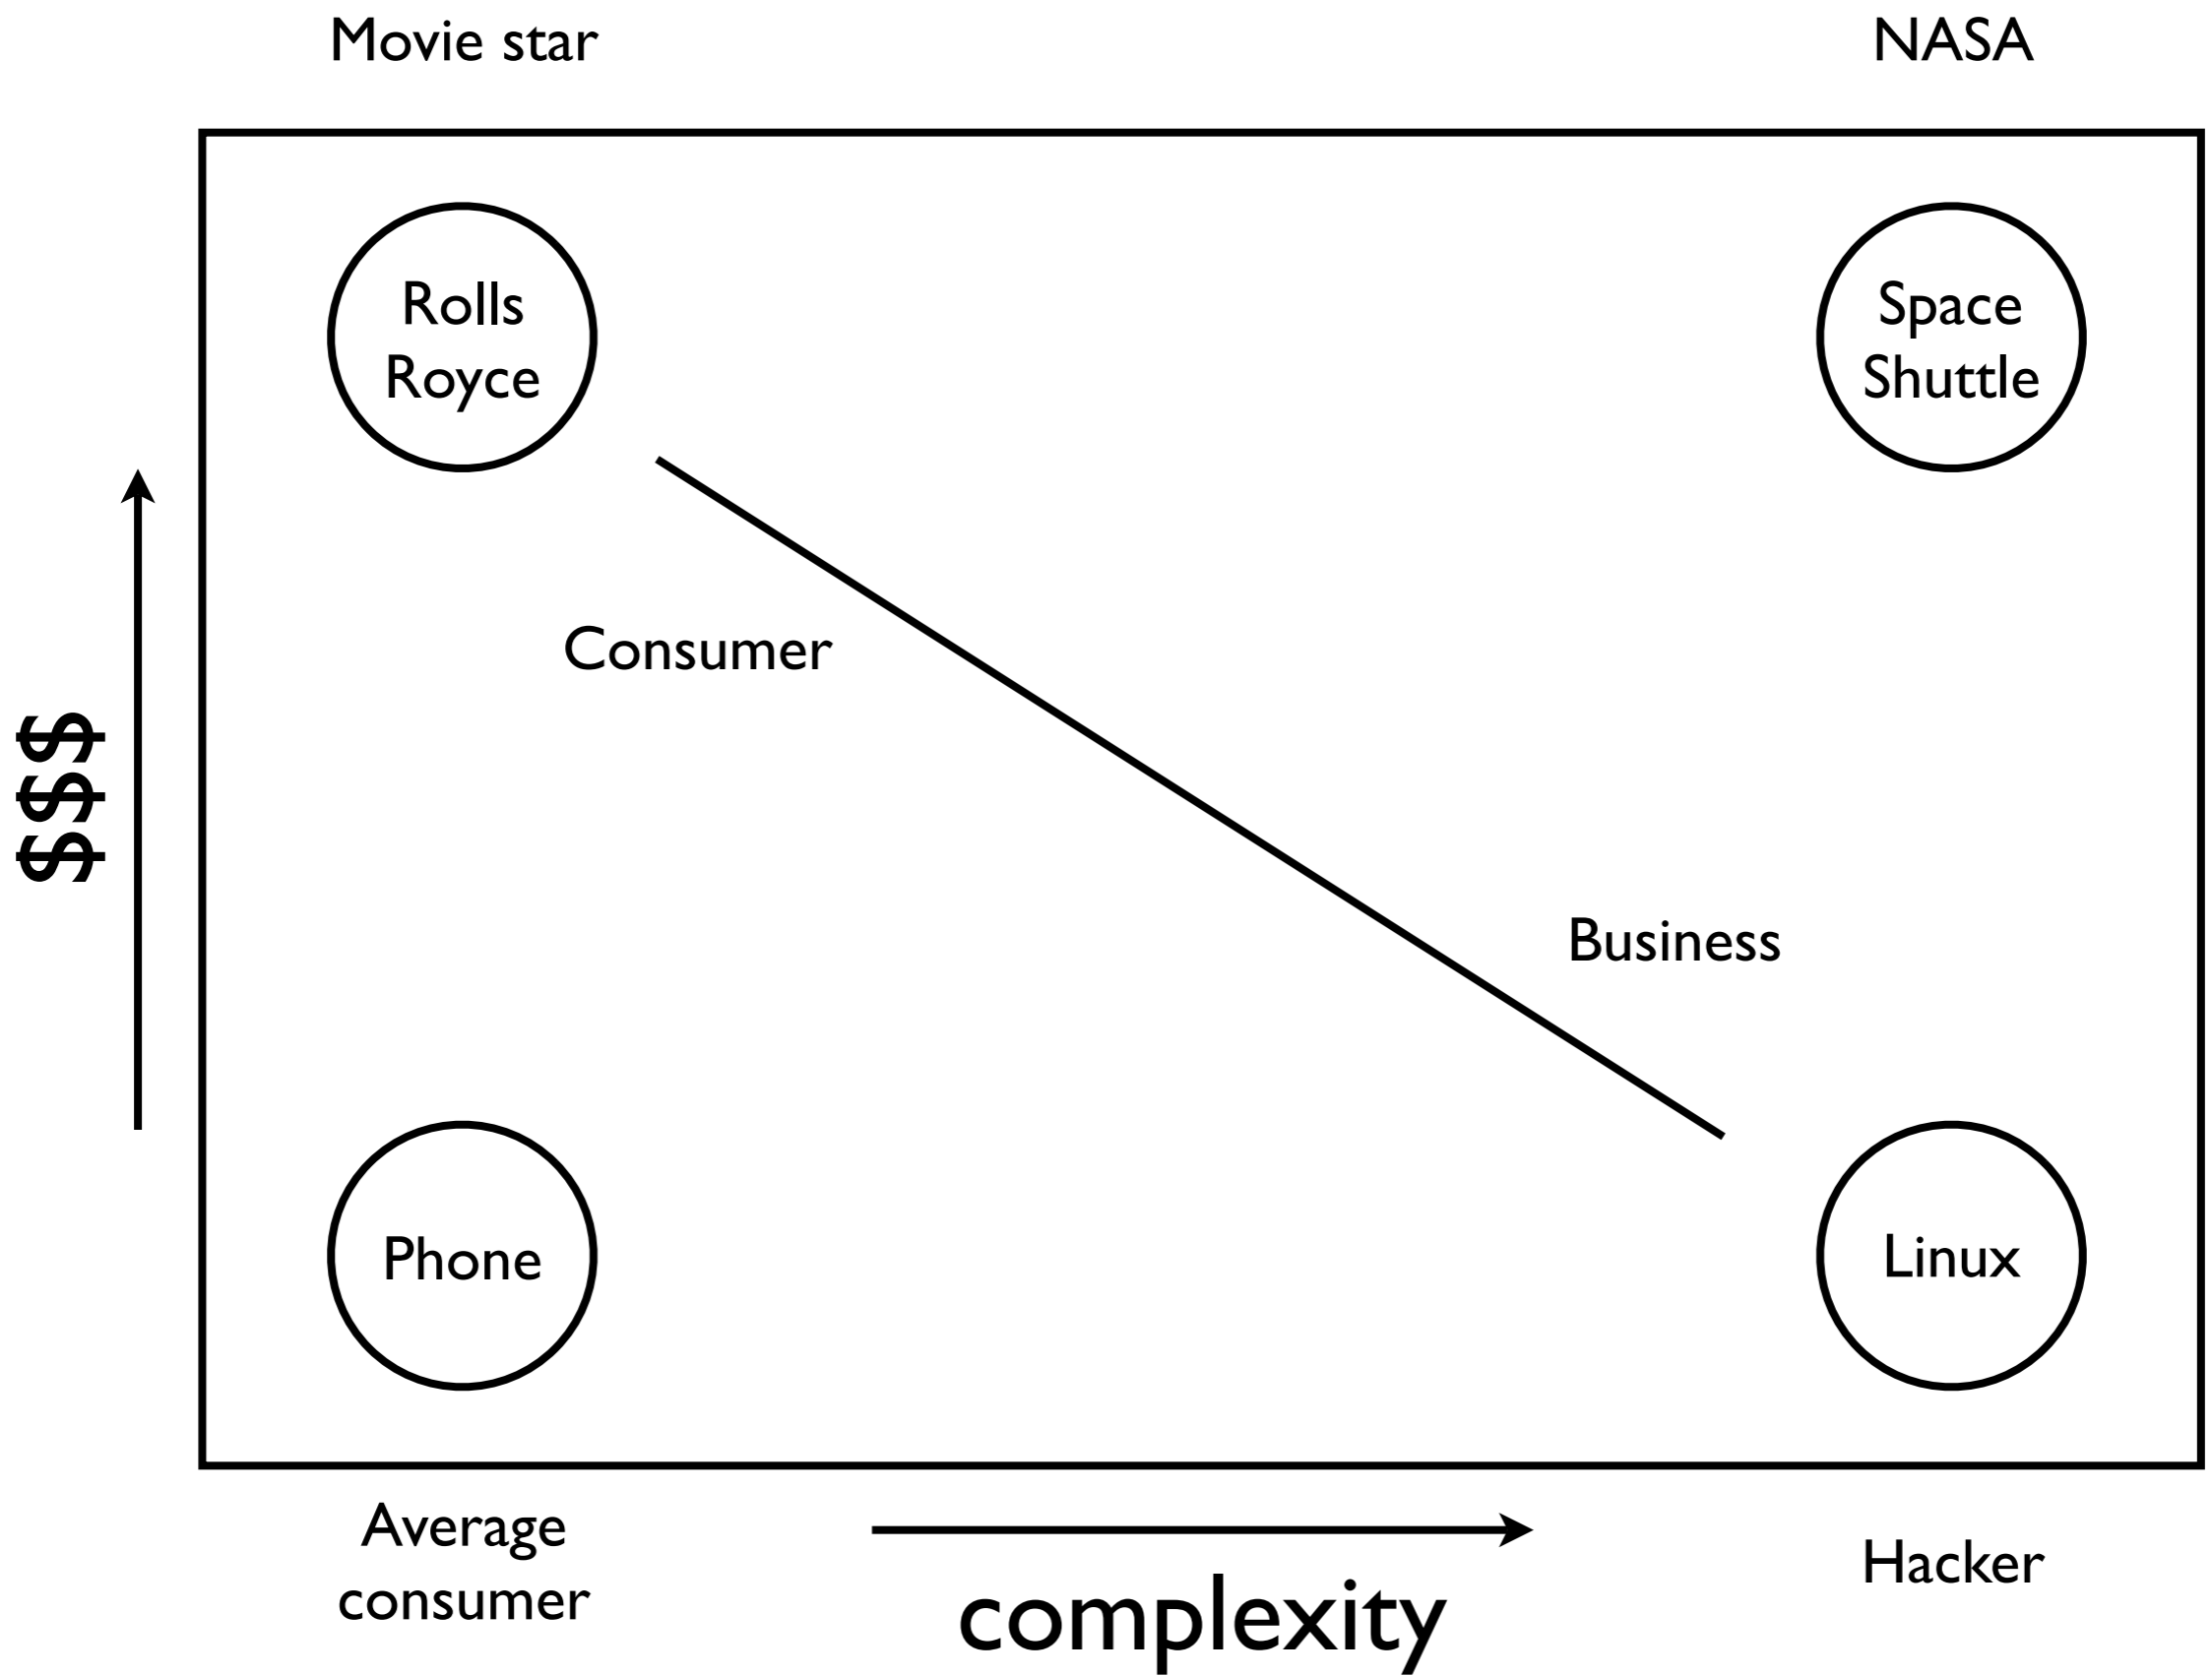 Movie star
NASA
Rolls
Royce
Space
Shuttle
Consumer
$$$
Business
Phone
Linux
Average
consumer
Hacker
complexity